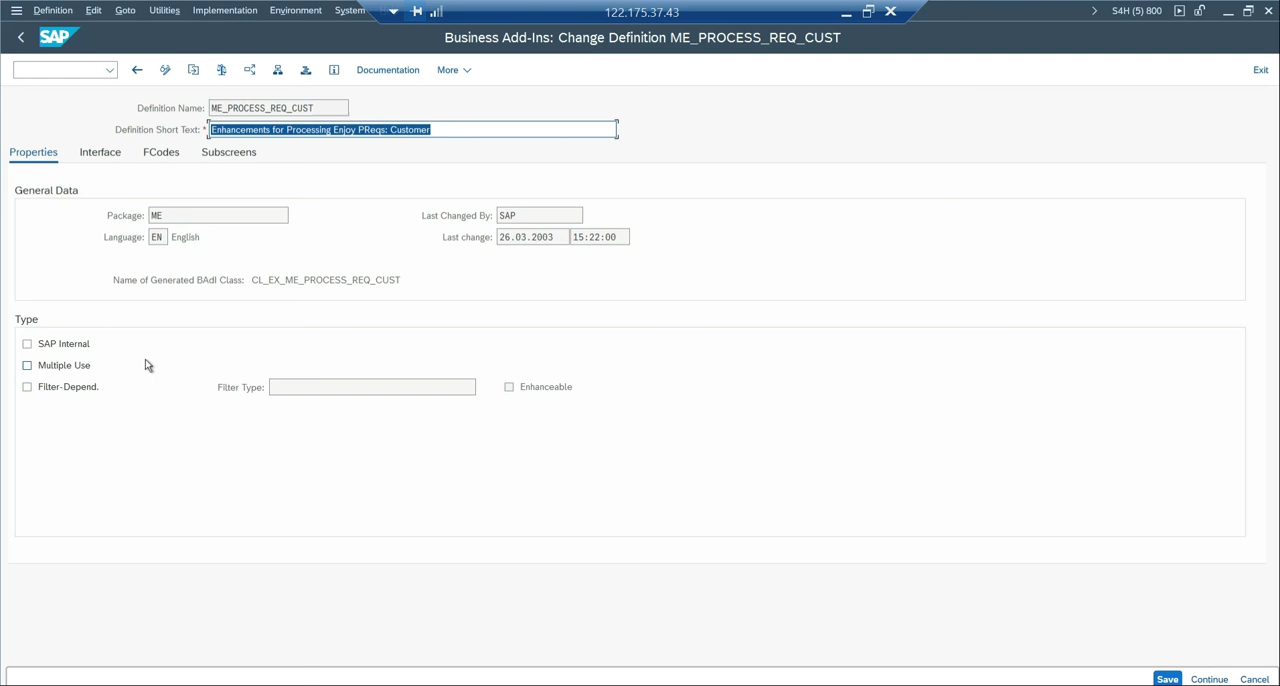 Definition Edit Goto Utilities Implementation Environment System 122.175.37.43 S4H (5) 800
SAP Business Add-Ins: Change Definition ME_PROCESS_REQ_CUST
Documentation More Exit
Definition Name: ME_PROCESS_REQ_CUST
Definition Short Text: * Enhancements for Processing Enjoy PReqs: Customer
Properties Interface FCodes Subscreens
General Data
Package: ME Last Changed By: SAP
Language: EN English Last change: 26.03.2003 15:22:00
Name of Generated BAdI Class: CL_EX_ME_PROCESS_REQ_CUST
Type
SAP Internal
Multiple Use
Filter-Depend. Filter Type: Enhanceable
Save Continue Cancel